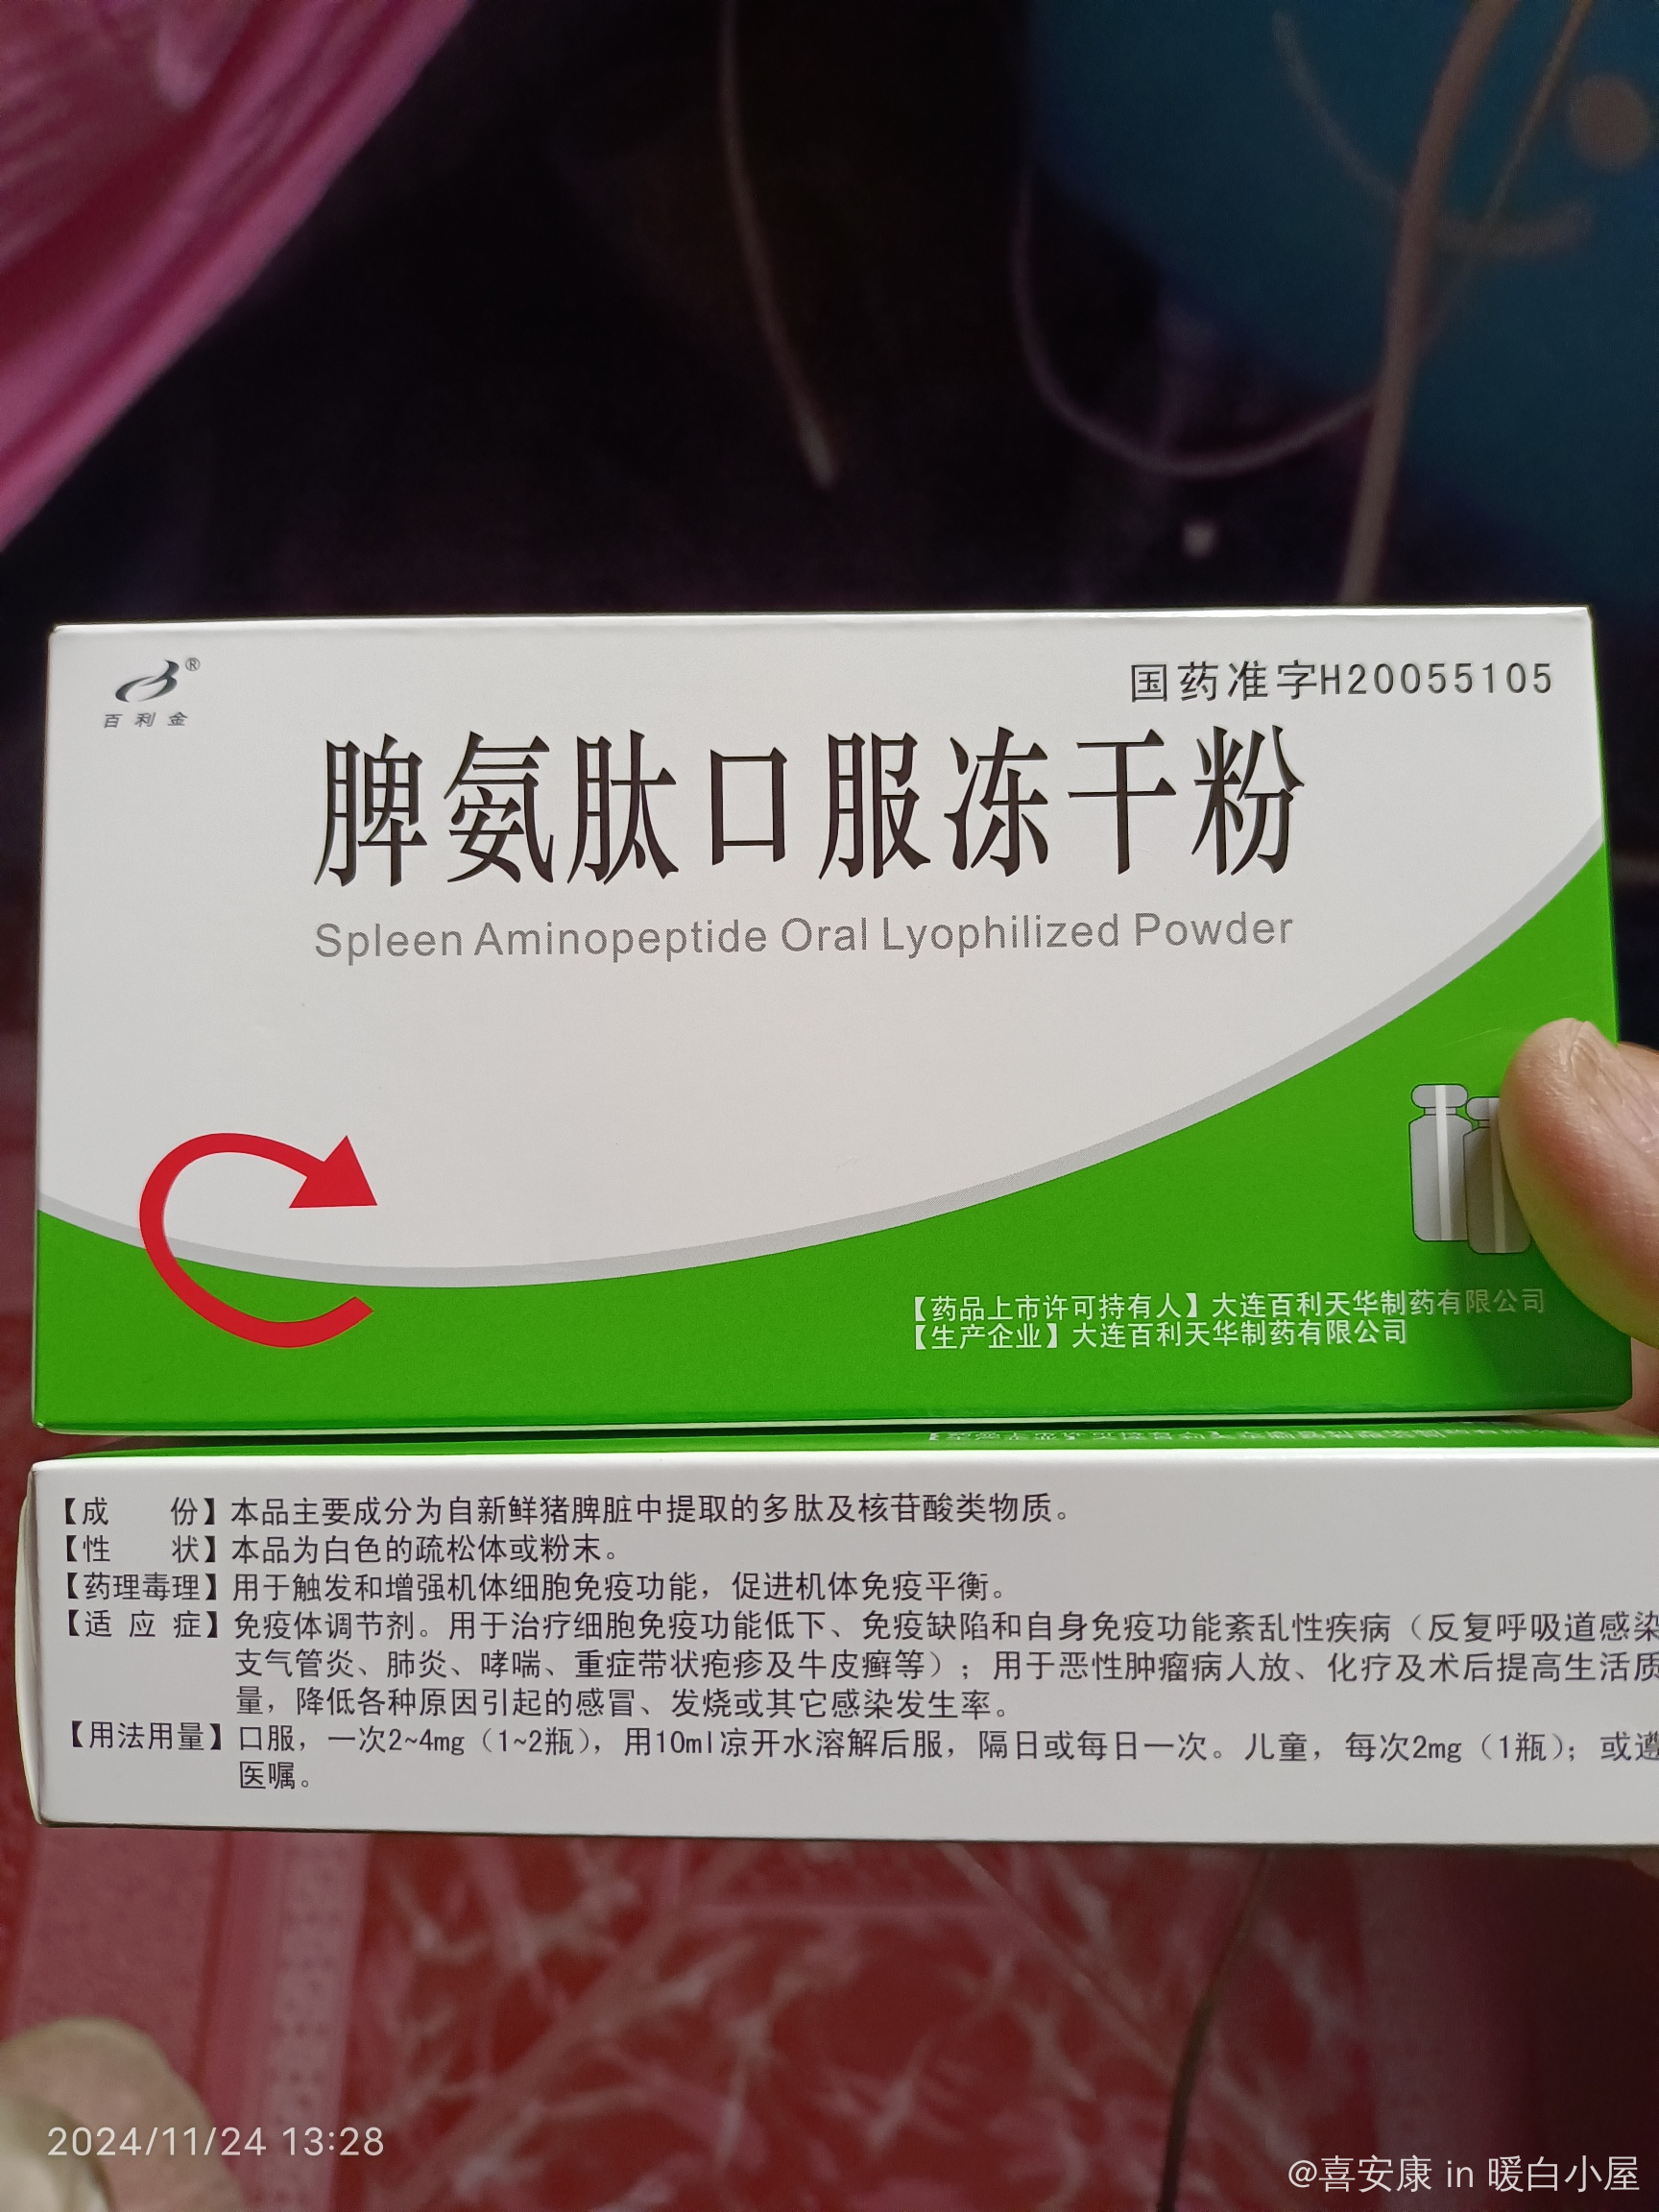 百利金®
国药准字H20055105
脾氨肽口服冻干粉
Spleen Aminopeptide Oral Lyophilized Powder
【药品上市许可持有人】大连百利天华制药有限公司
【生产企业】大连百利天华制药有限公司
【成　　份】本品主要成分为自新鲜猪脾脏中提取的多肽及核苷酸类物质。
【性　　状】本品为白色的疏松体或粉末。
【药理毒理】用于触发和增强机体细胞免疫功能，促进机体免疫平衡。
【适 应 症】免疫体调节剂。用于治疗细胞免疫功能低下、免疫缺陷和自身免疫功能紊乱性疾病（反复呼吸道感染
支气管炎、肺炎、哮喘、重症带状疱疹及牛皮癣等）；用于恶性肿瘤病人放、化疗及术后提高生活质
量，降低各种原因引起的感冒、发烧或其它感染发生率。
【用法用量】口服，一次2~4mg（1~2瓶），用10ml凉开水溶解后服，隔日或每日一次。儿童，每次2mg（1瓶）；或遵
医嘱。
2024/11/24 13:28
@喜安康 in 暖白小屋